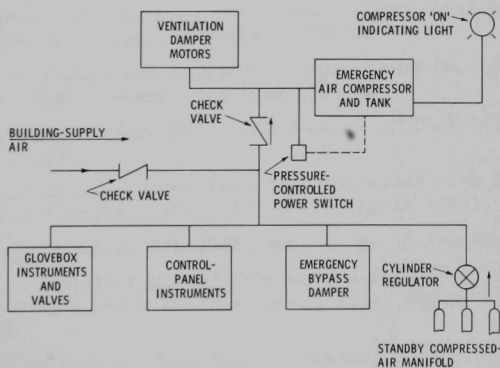 COMPRESSOR 'ON'
INDICATING LIGHT
VENTILATION
DAMPER
MOTORS
EMERGENCY
AIR COMPRESSOR
AND TANK
CHECK
VALVE
BUILDING-SUPPLY
AIR
CHECK VALVE
PRESSURE-
CONTROLLED
POWER SWITCH
GLOVEBOX
INSTRUMENTS
AND
VALVES
CONTROL-
PANEL
INSTRUMENTS
EMERGENCY
BYPASS
DAMPER
CYLINDER
REGULATOR
STANDBY COMPRESSED-
AIR MANIFOLD